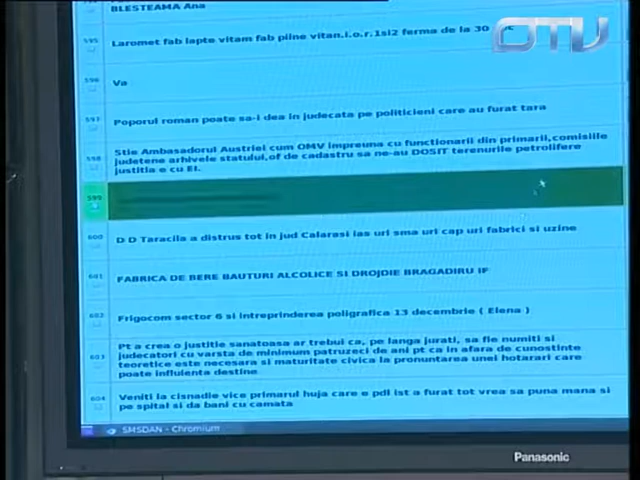 BLESTEAMA Ana
OTV
595 Laromet fab lapte vitam fab piine vitan.i.o.r.1si2 ferma de la 30
596 Va
597 Poporul roman poate sa-i dea in judecata pe politicieni care au furat tara
598 Stie Ambasadorul Austriei cum OMV impreuna cu functionarii din primarii,comisiile
judetene arhivele statului,of de cadastru sa ne-au DOSIT terenurile petrolifere
justitia e cu EI.
599
600 D D Taracila a distrus tot in jud Calarasi ias uri sma uri cap uri fabrici si uzine
601 FABRICA DE BERE BAUTURI ALCOLICE SI DROJDIE BRAGADIRU IF
602 Frigocom sector 6 si intreprinderea poligrafica 13 decembrie ( Elena )
603 Pt a crea o justitie sanatoasa ar trebui ca, pe langa jurati, sa fie numiti si
judecatori cu varsta de minimum patruzeci de ani pt ca in afara de cunostinte
teoretice este necesara si maturitate civica la pronuntarea unei hotarari care
poate influienta destine
604 Veniti la cisnadie vice primarul huja care e pdl ist a furat tot vrea sa puna mana si
pe spital si da bani cu camata
SMSDAN - Chromium
Panasonic